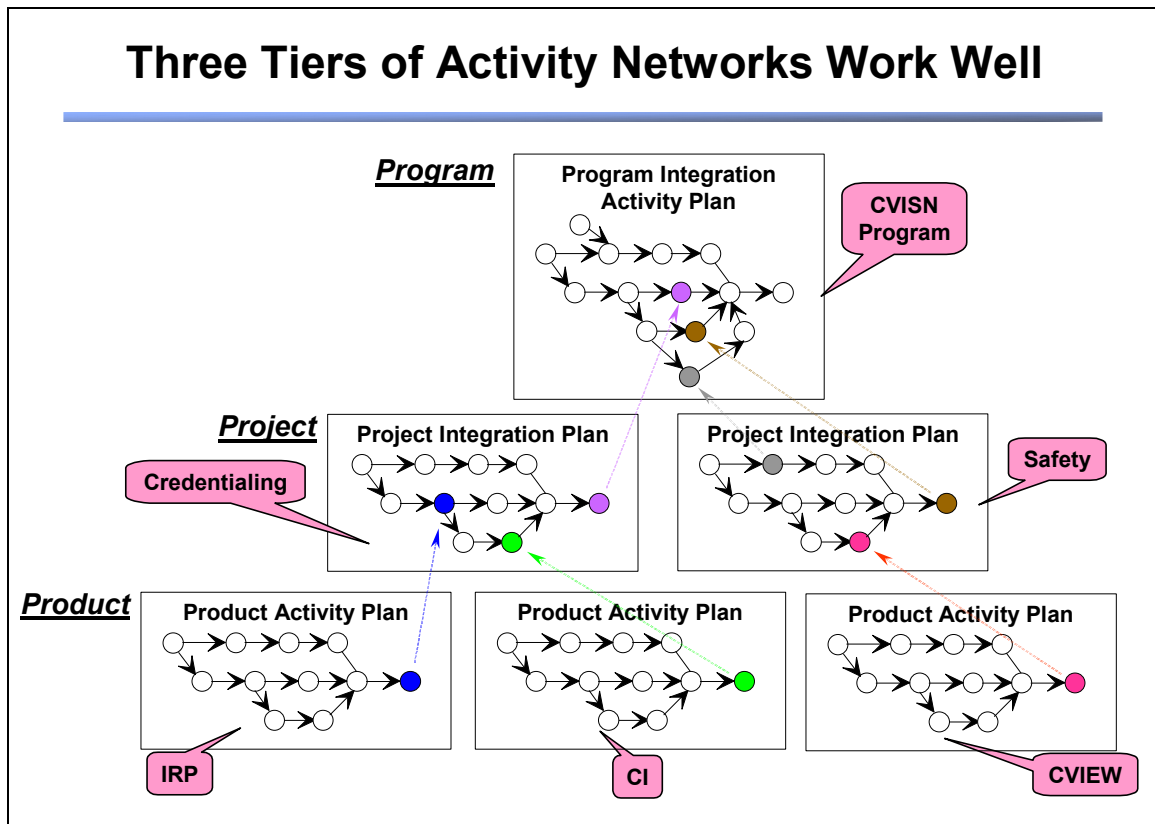 Three Tiers of Activity Networks Work Well
Program
Program Integration
Activity Plan
CVISN
Program
Project
Project Integration Plan
Project Integration Plan
Credentialing
Safety
Product
Product Activity Plan
Product Activity Plan
Product Activity Plan
IRP
CI
CVIEW